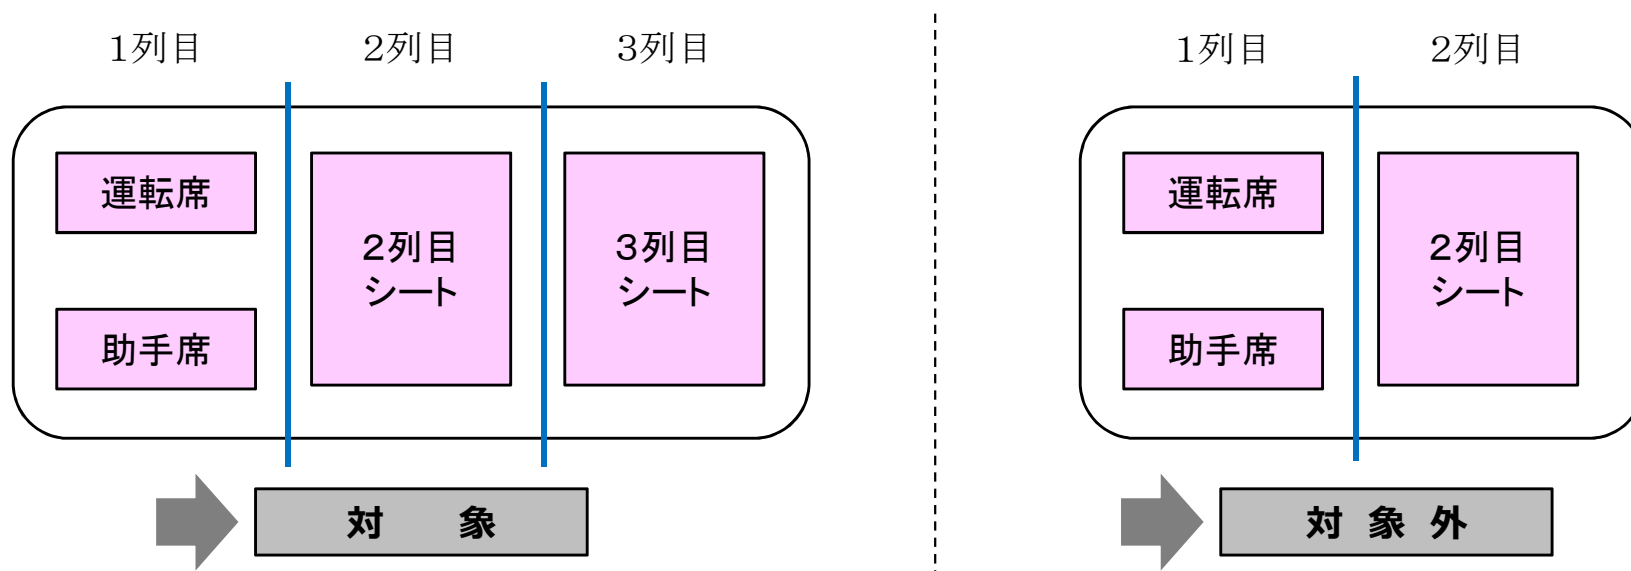 1列目
2列目
3列目
運転席
助手席
2列目
シート
3列目
シート
対　象
1列目
2列目
運転席
助手席
2列目
シート
対 象 外